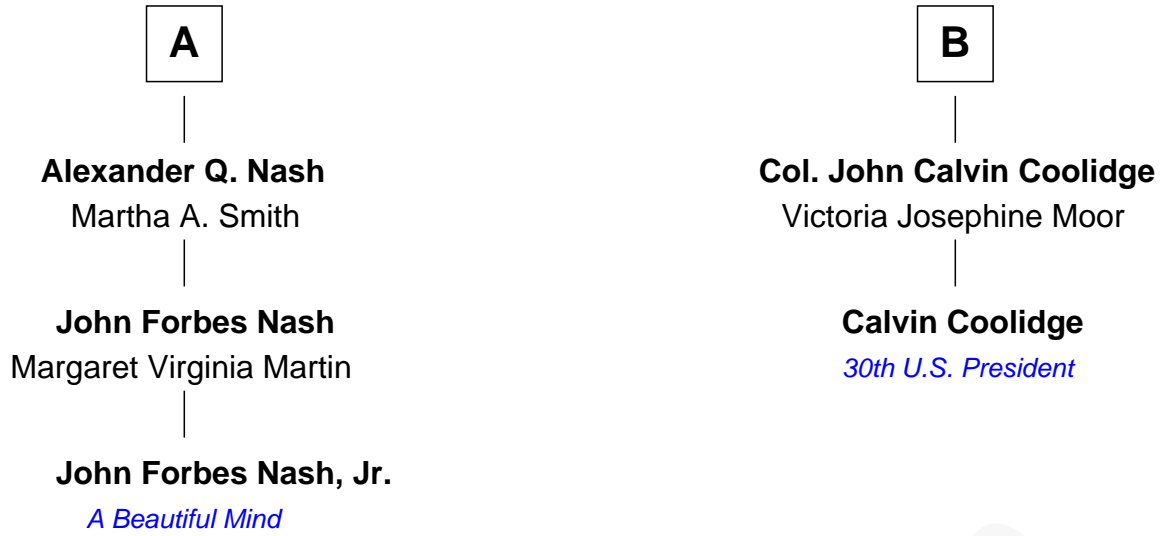 A
Alexander Q. Nash
Martha A. Smith
John Forbes Nash
Margaret Virginia Martin
John Forbes Nash, Jr.
A Beautiful Mind
B
Col. John Calvin Coolidge
Victoria Josephine Moor
Calvin Coolidge
30th U.S. President